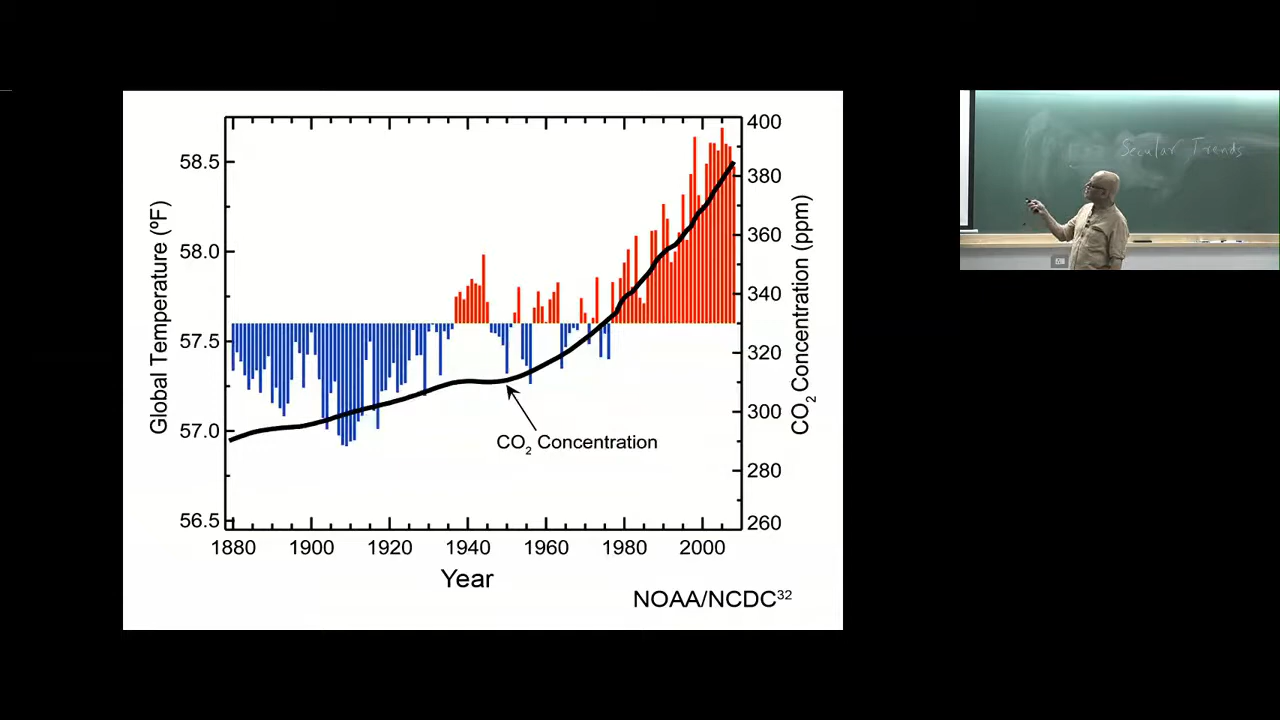 Secular Trends
Global Temperature (ºF)
58.5
58.0
57.5
57.0
56.5
400
380
360
340
320
300
280
260
CO₂ Concentration (ppm)
CO₂ Concentration
1880 1900 1920 1940 1960 1980 2000
Year
NOAA/NCDC³²